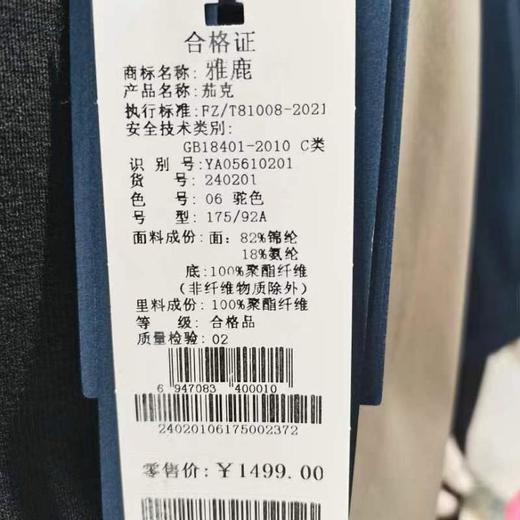 合格证
商标名称: 雅鹿
产品名称: 茄克
执行标准: FZ/T81008-2021
安全技术类别:
GB18401-2010 C类
识 别 号: YA05610201
货 号: 240201
色 号: 06 驼色
号 型: 175/92A
面料成份: 面: 82%锦纶
18%氨纶
底: 100%聚酯纤维
(非纤维物质除外)
里料成份: 100%聚酯纤维
等 级: 合格品
质量检验: 02
6 947083 400010
24020106175002372
零售价: ¥1499.00